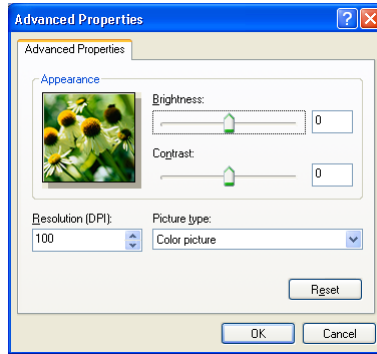 Advanced Properties
Advanced Properties
Appearance
Brightness:
0
Contrast:
0
Resolution (DPI):
Picture type:
100
Color picture
Reset
OK
Cancel